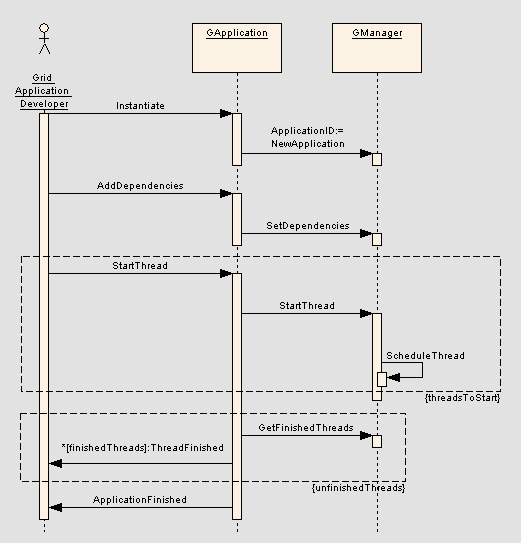 GApplication
GManager
Grid
Application
Developer
Instantiate
ApplicationID:=
NewApplication
AddDependencies
SetDependencies
StartThread
StartThread
ScheduleThread
{threadsToStart}
GetFinishedThreads
*[finishedThreads]:ThreadFinished
{unfinishedThreads}
ApplicationFinished